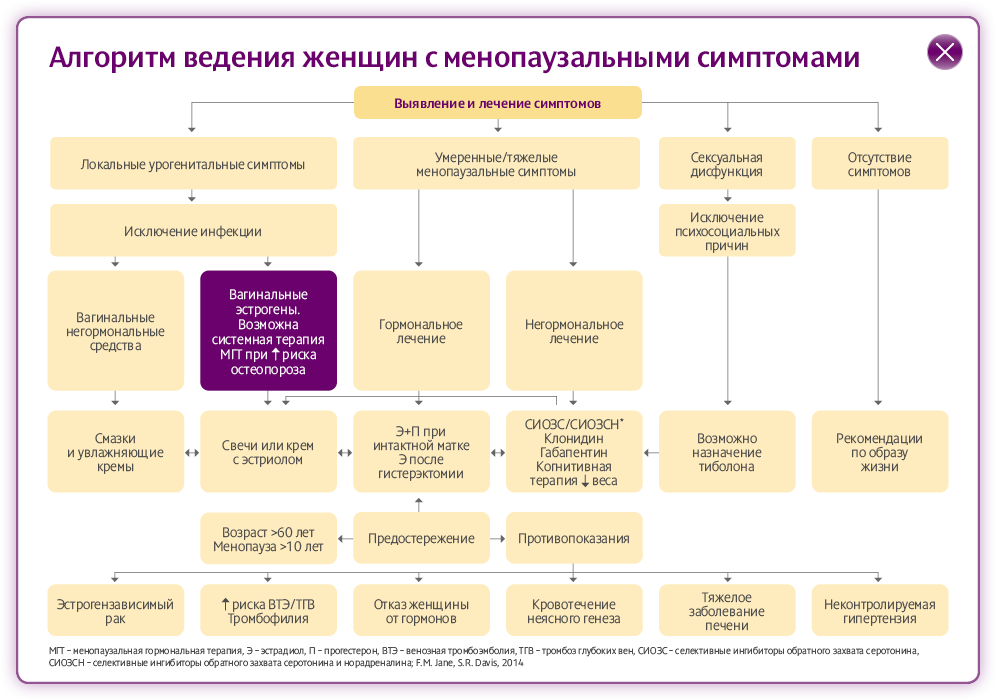 Алгоритм ведения женщин с менопаузальными симптомами
Выявление и лечение симптомов
Локальные урогенитальные симптомы
Умеренные/тяжелые
менопаузальные симптомы
Сексуальная
дисфункция
Отсутствие
симптомов
Исключение инфекции
Исключение
психосоциальных
причин
Вагинальные
негормональные
средства
Вагинальные
эстрогены.
Возможна
системная терапия
МГТ при ↑ риска
остеопороза
Гормональное
лечение
Негормональное
лечение
Смазки
и увлажняющие
кремы
Свечи или крем
с эстриолом
Э+П при
интактной матке
Э после
гистерэктомии
СИОЗС/СИОЗСН*
Клонидин
Габапентин
Когнитивная
терапия ↓ веса
Возможно
назначение
тиболона
Рекомендации
по образу
жизни
Возраст >60 лет
Менопауза >10 лет
Предостережение
Противопоказания
Эстрогензависимый
рак
↑ риска ВТЭ/ТГВ
Тромбофилия
Отказ женщины
от гормонов
Кровотечение
неясного генеза
Тяжелое
заболевание
печени
Неконтролируемая
гипертензия
МГТ – менопаузальная гормональная терапия, Э – эстрадиол, П – прогестерон, ВТЭ – венозная тромбоэмболия, ТГВ – тромбоз глубоких вен, СИОЗС – селективные ингибиторы обратного захвата серотонина,
СИОЗСН – селективные ингибиторы обратного захвата серотонина и норадреналина; F.M. Jane, S.R. Davis, 2014